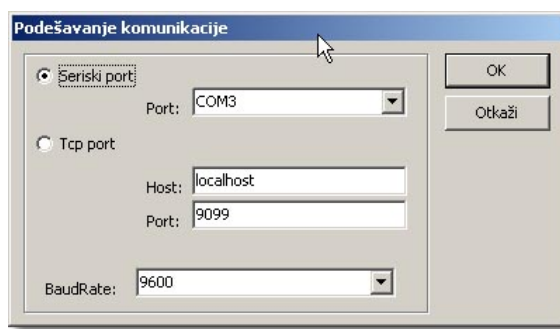 Podešavanje komunikacije
Seriski port
Port: COM3
Tcp port
Host: localhost
Port: 9099
BaudRate: 9600
OK
Otkaži